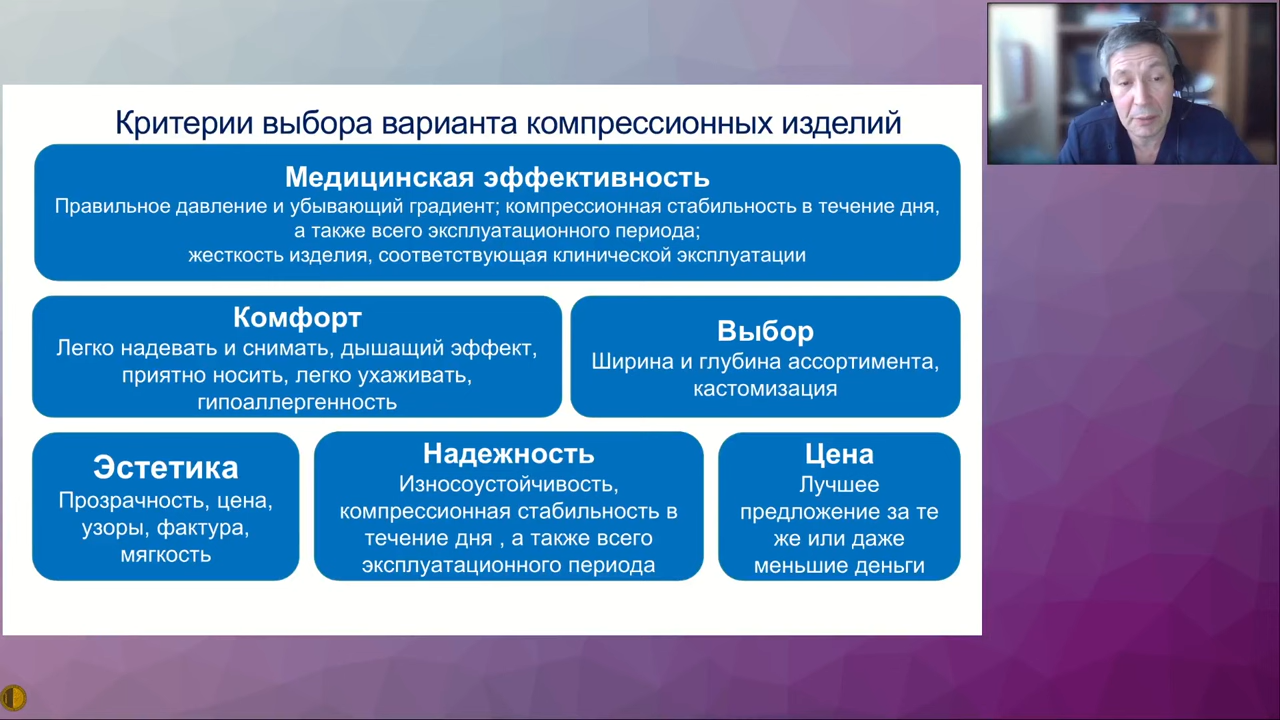 Критерии выбора варианта компрессионных изделий
Медицинская эффективность
Правильное давление и убывающий градиент; компрессионная стабильность в течение дня,
а также всего эксплуатационного периода;
жесткость изделия, соответствующая клинической эксплуатации
Комфорт
Легко надевать и снимать, дышащий эффект,
приятно носить, легко ухаживать,
гипоаллергенность
Выбор
Ширина и глубина ассортимента,
кастомизация
Эстетика
Прозрачность, цена,
узоры, фактура,
мягкость
Надежность
Износоустойчивость,
компрессионная стабильность в
течение дня , а также всего
эксплуатационного периода
Цена
Лучшее
предложение за те
же или даже
меньшие деньги